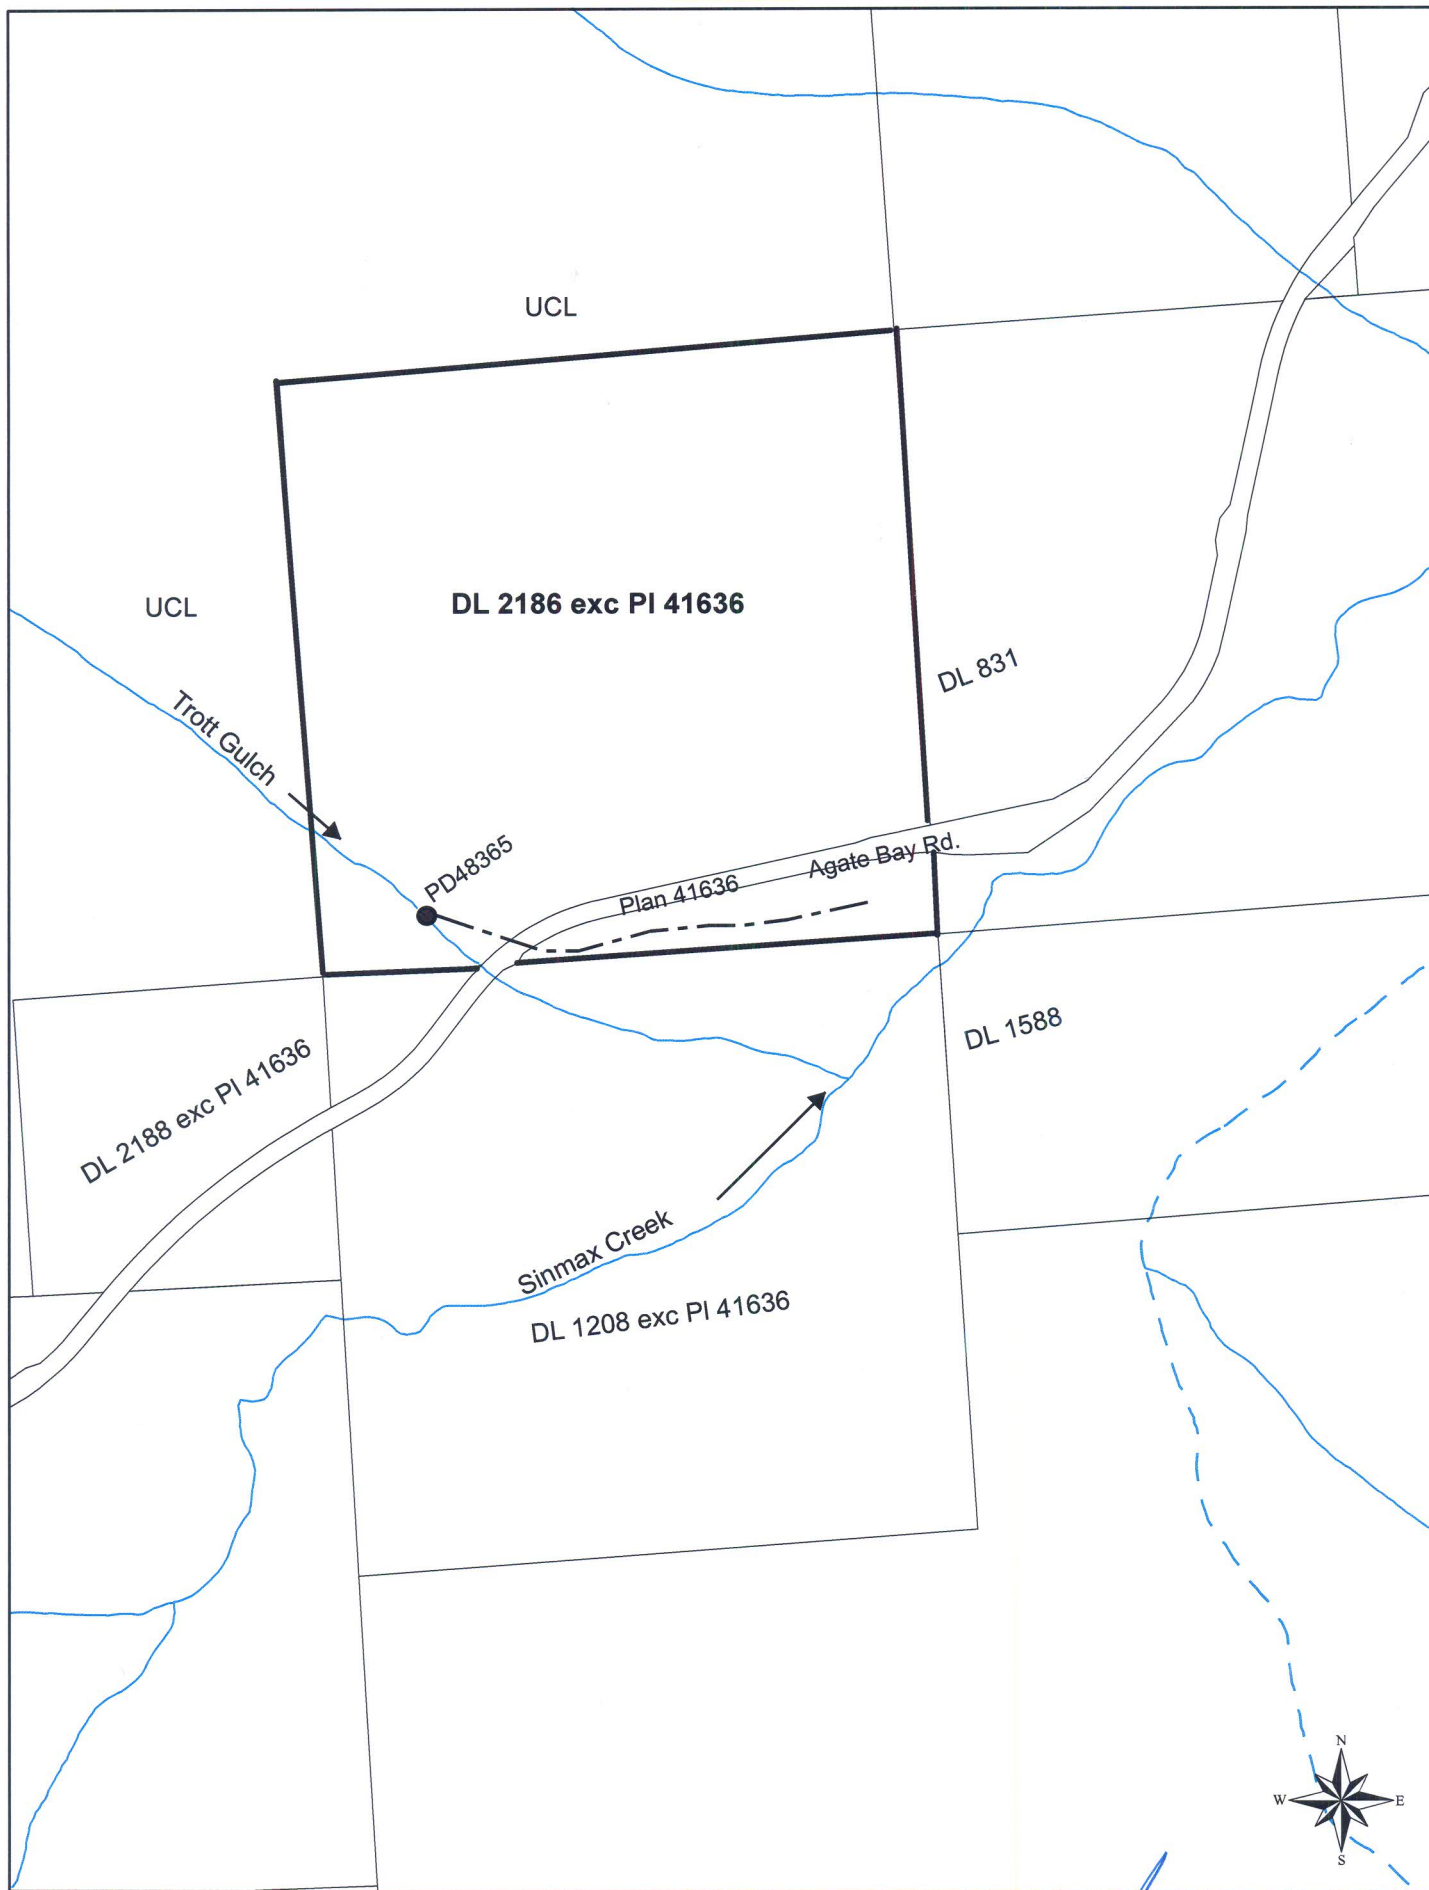 UCL
UCL
DL 2186 exc Pl 41636
DL 831
Trott Gulch
PD48365
Agate Bay Rd.
Plan 41636
DL 1588
DL 2188 exc Pl 41636
Sinmax Creek
DL 1208 exc Pl 41636
N
W
E
S